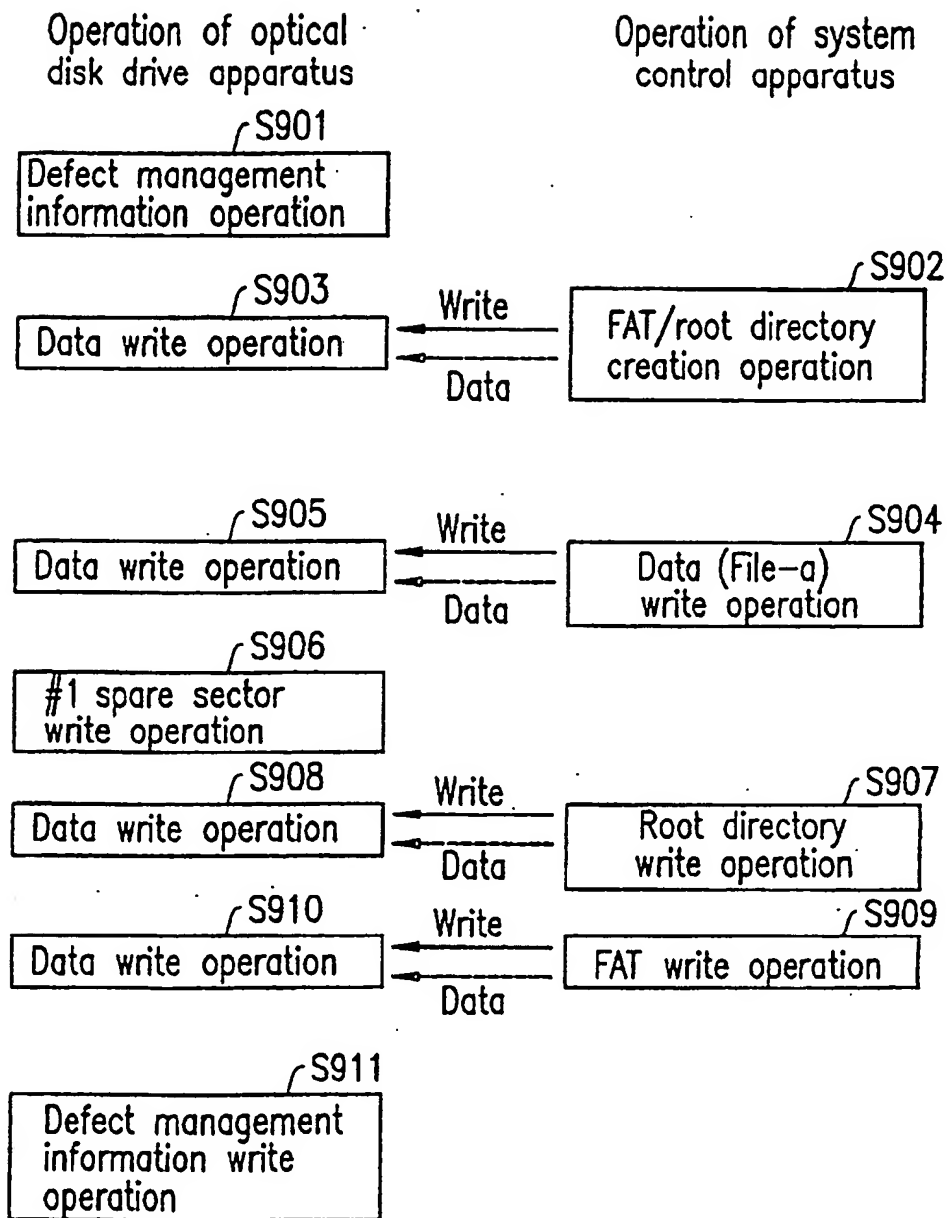 Operation of optical
disk drive apparatus
Operation of system
control apparatus
S901
Defect management
information operation
S902
FAT/root directory
creation operation
S903
Data write operation
Write
Data
S904
Data (File-a)
write operation
S905
Data write operation
Write
Data
S906
#1 spare sector
write operation
S907
Root directory
write operation
S908
Data write operation
Write
Data
S909
FAT write operation
S910
Data write operation
Write
Data
S911
Defect management
information write
operation